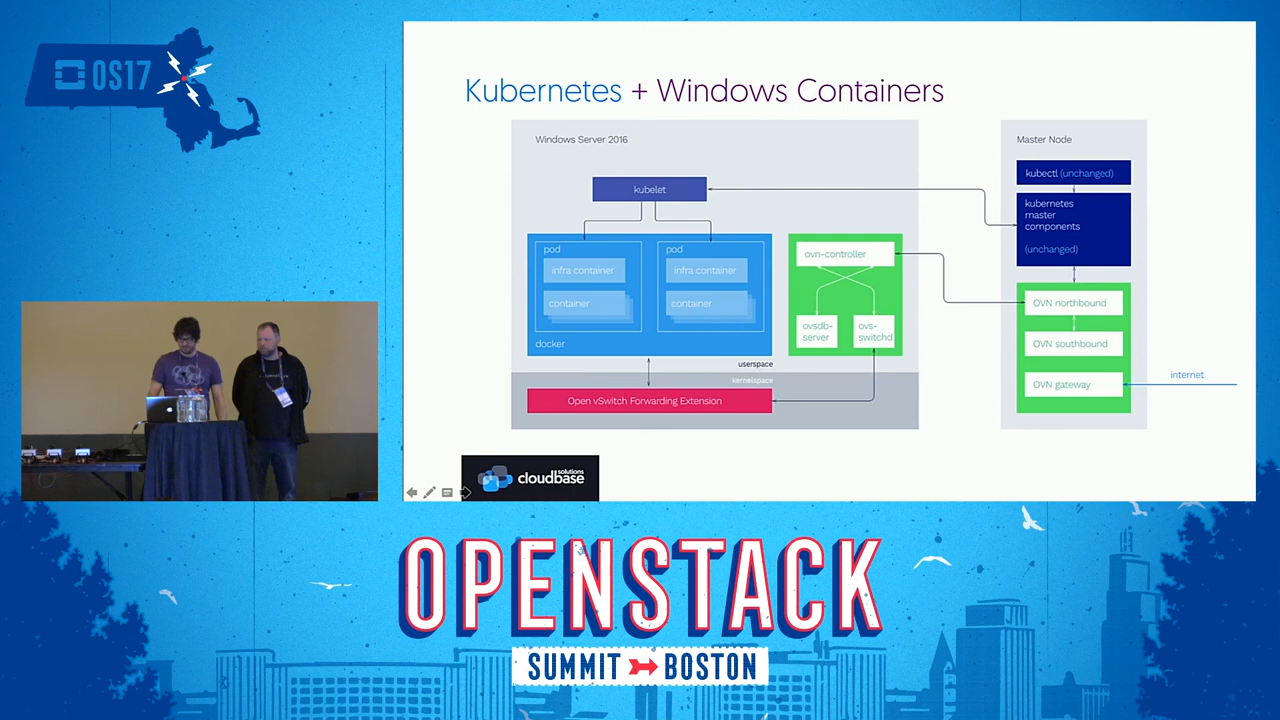 OS17
Kubernetes + Windows Containers
Windows Server 2016
kubelet
pod
infra container
container
pod
infra container
container
docker
ovn-controller
ovsdb-
server
ovs-
switchd
userspace
kernelspace
Open vSwitch Forwarding Extension
Master Node
kubectl (unchanged)
kubernetes
master
components
(unchanged)
OVN northbound
OVN southbound
OVN gateway
internet
cloudbase
solutions
OPENSTACK
SUMMIT BOSTON